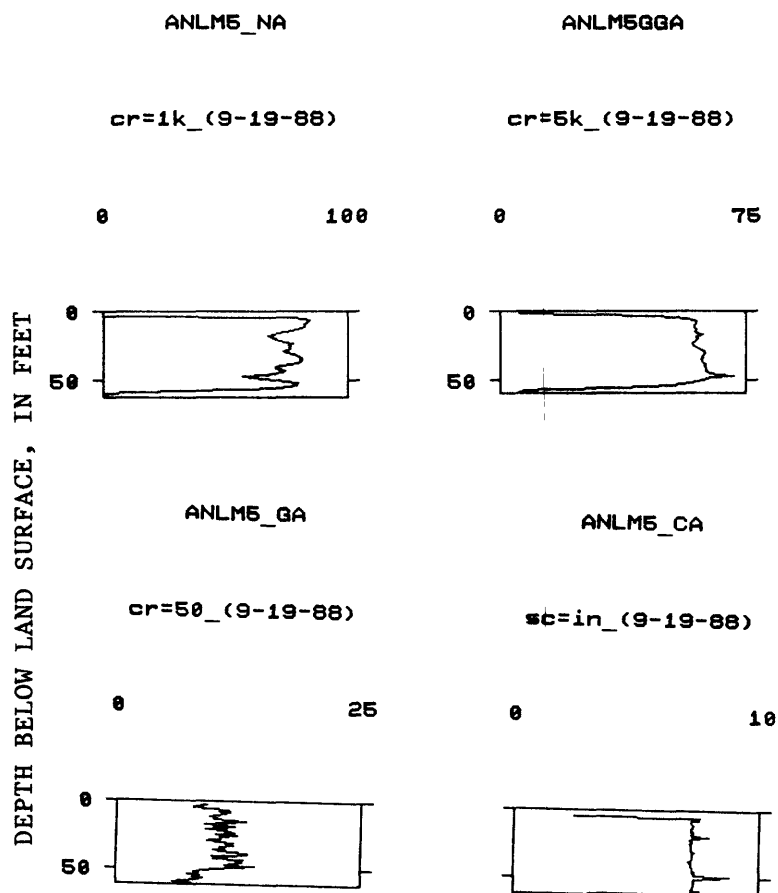 ANLM5_NA
cr=1k_(9-19-88)
0 100
0
50
ANLM5GGA
cr=5k_(9-19-88)
0 75
0
50
DEPTH BELOW LAND SURFACE, IN FEET
ANLM5_GA
cr=50_(9-19-88)
0 25
0
50
ANLM5_CA
sc=in_(9-19-88)
0 10